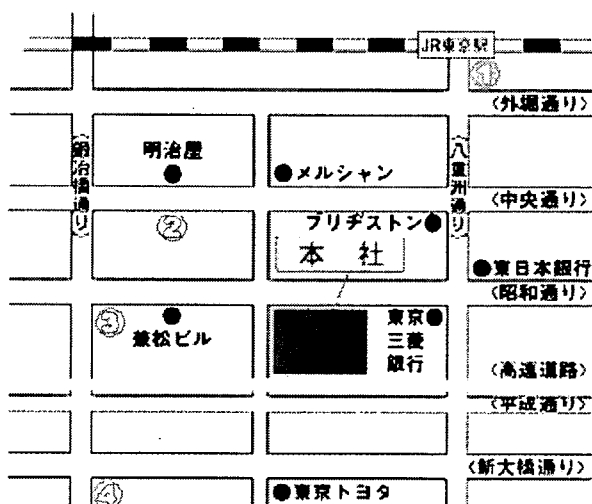 JR東京駅
①
〈外堀通り〉
〈鍛冶橋通り〉
明治屋
メルシャン
〈八重洲通り〉
〈中央通り〉
②
ブリヂストン
本社
東日本銀行
〈昭和通り〉
③
兼松ビル
東京
三菱
銀行
〈高速道路〉
〈平成通り〉
〈新大橋通り〉
④
東京トヨタ